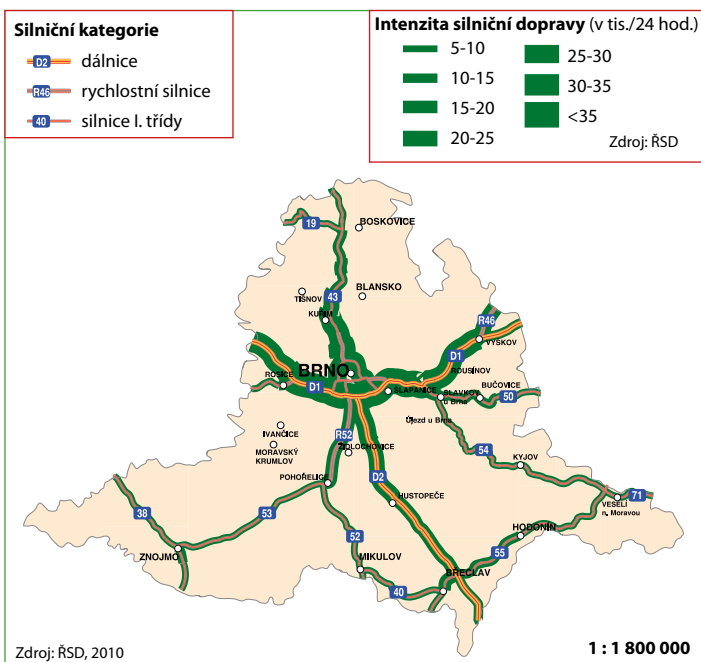 Silniční kategorie
D2 dálnice
R46 rychlostní silnice
40 silnice I. třídy
Intenzita silniční dopravy (v tis./24 hod.)
5-10
10-15
15-20
20-25
25-30
30-35
<35
Zdroj: ŘSD
19
BOSKOVICE
BLANSKO
TIŠNOV
43
KUŘIM
R46
VYŠKOV
D1
ROUSÍNOV
BRNO
ROSICE
D1
ŠLAPANICE
SLAVKOV
u Brna
BUČOVICE
50
Újezd u Brna
IVANČICE
R52
ŽIDLOCHOVICE
MORAVSKÝ
KRUMLOV
54
KYJOV
POHOŘELICE
D2
HUSTOPEČE
71
VESELÍ
n. Moravou
38
53
ZNOJMO
52
HODONÍN
55
MIKULOV
BŘECLAV
40
Zdroj: ŘSD, 2010
1 : 1 800 000